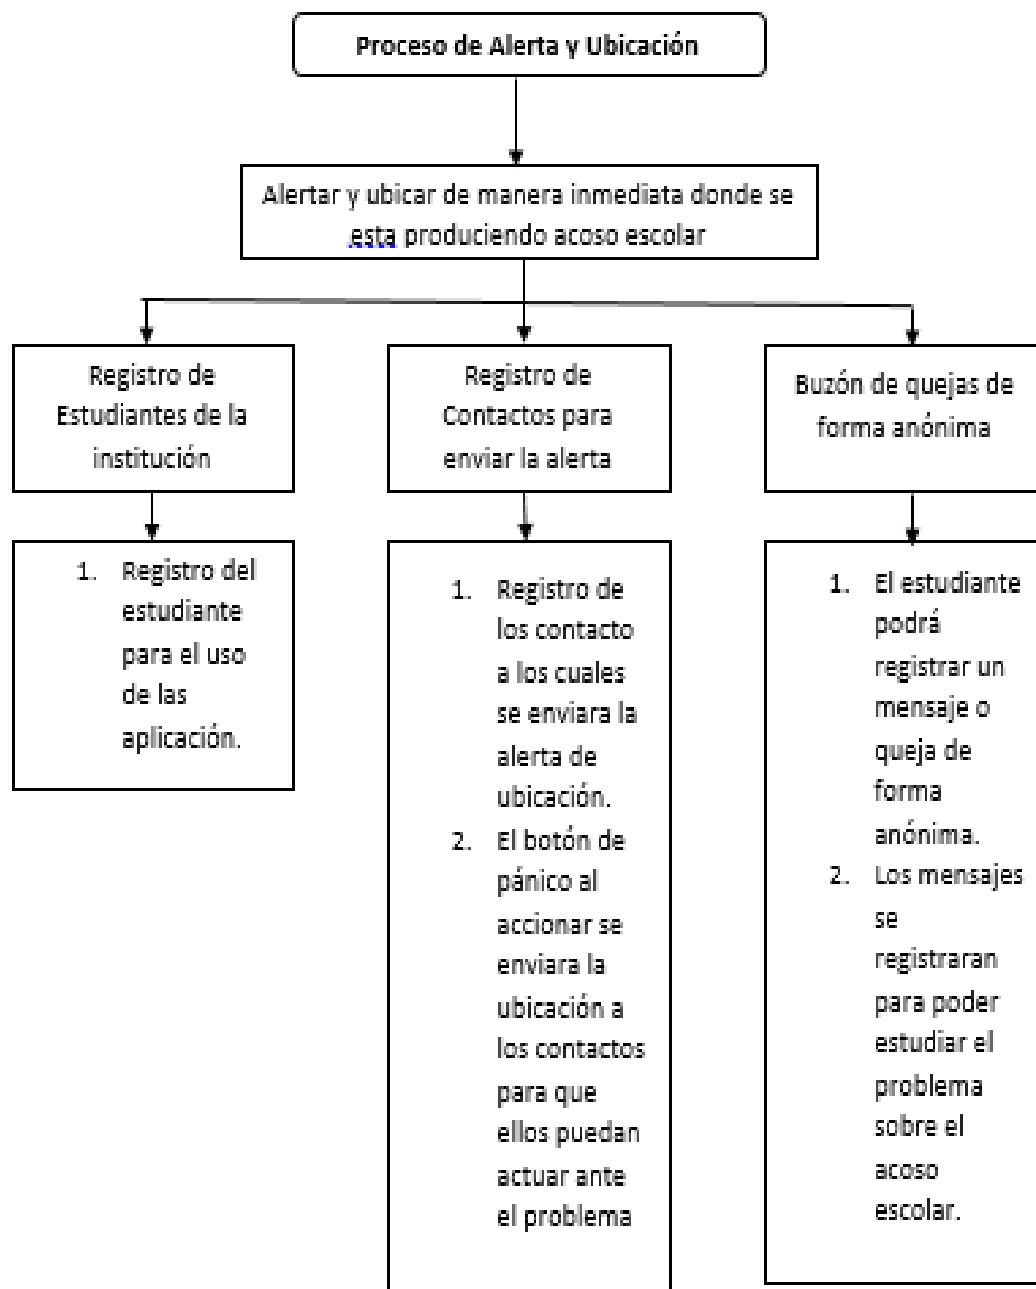 Proceso de Alerta y Ubicación
Alertar y ubicar de manera inmediata donde se
esta produciendo acoso escolar
Registro de
Estudiantes de la
institución
Registro de
Contactos para
enviar la alerta
Buzón de quejas de
forma anónima
1. Registro del
estudiante
para el uso
de las
aplicación.
1. Registro de
los contacto
a los cuales
se enviara la
alerta de
ubicación.
2. El botón de
pánico al
accionar se
enviara la
ubicación a
los contactos
para que
ellos puedan
actuar ante
el problema
1. El estudiante
podrá
registrar un
mensaje o
queja de
forma
anónima.
2. Los mensajes
se
registraran
para poder
estudiar el
problema
sobre el
acoso
escolar.